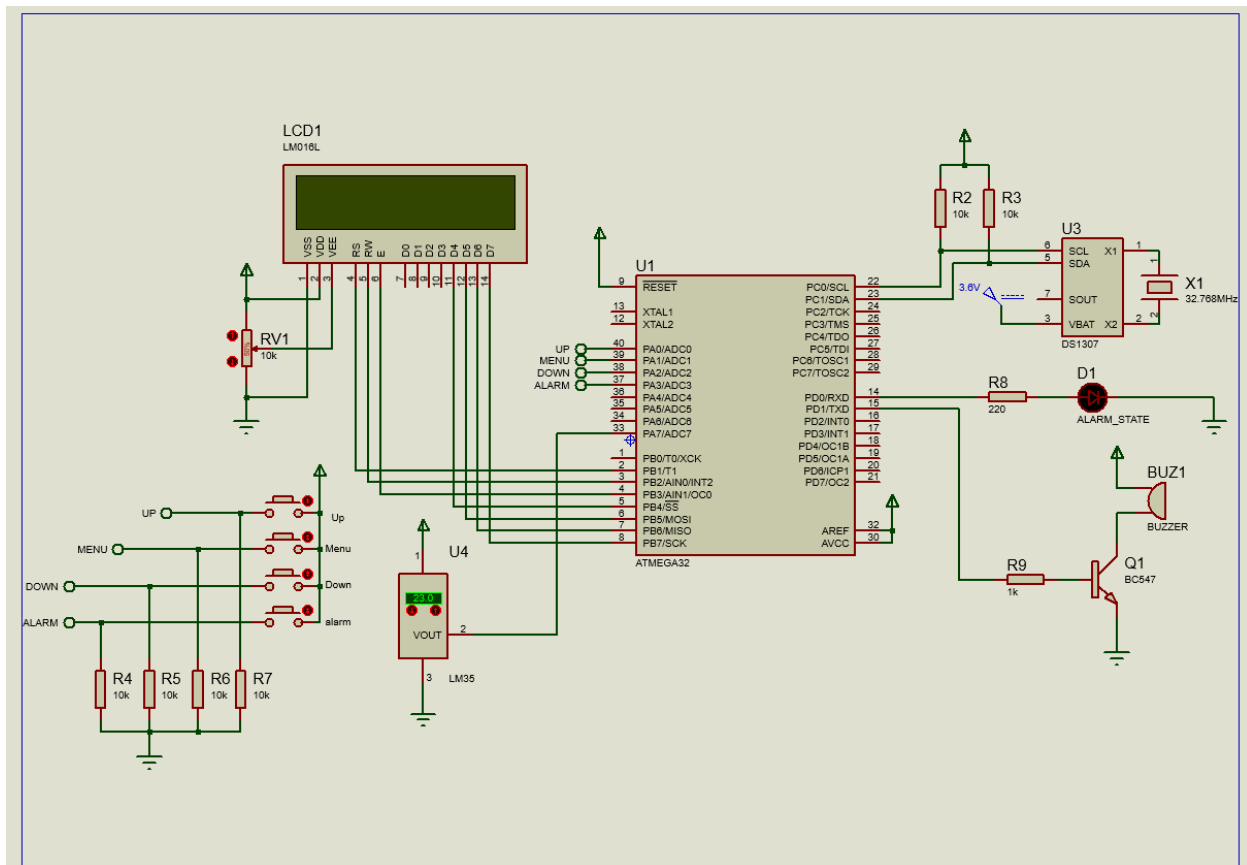 LCD1
LM016L
VSS
VDD
VEE
RS
RW
E
D0
D1
D2
D3
D4
D5
D6
D7
1
2
3
4
5
6
7
8
9
10
11
12
13
14
RV1
10k
50%
U1
9 RESET PC0/SCL 22
PC1/SDA 23
13 XTAL1 PC2/TCK 24
12 XTAL2 PC3/TMS 25
PC4/TDO 26
40 PA0/ADC0 PC5/TDI 27
39 PA1/ADC1 PC6/TOSC1 28
38 PA2/ADC2 PC7/TOSC2 29
37 PA3/ADC3
36 PA4/ADC4 PD0/RXD 14
35 PA5/ADC5 PD1/TXD 15
34 PA6/ADC6 PD2/INT0 16
33 PA7/ADC7 PD3/INT1 17
PD4/OC1B 18
1 PB0/T0/XCK PD5/OC1A 19
2 PB1/T1 PD6/ICP1 20
3 PB2/AIN0/INT2 PD7/OC2 21
4 PB3/AIN1/OC0
5 PB4/SS
6 PB5/MOSI
7 PB6/MISO AREF 32
8 PB7/SCK AVCC 30
ATMEGA32
UP
MENU
DOWN
ALARM
R2
10k
R3
10k
U3
6 SCL X1 1
5 SDA
7 SOUT
3 VBAT X2 2
DS1307
3.6V
1
X1
32.768MHz
2
R8
220
D1
ALARM_STATE
BUZ1
BUZZER
R9
1k
Q1
BC547
UP
Up
MENU
Menu
DOWN
Down
ALARM
alarm
R4
10k
R5
10k
R6
10k
R7
10k
U4
1
23.0
VOUT 2
3
LM35